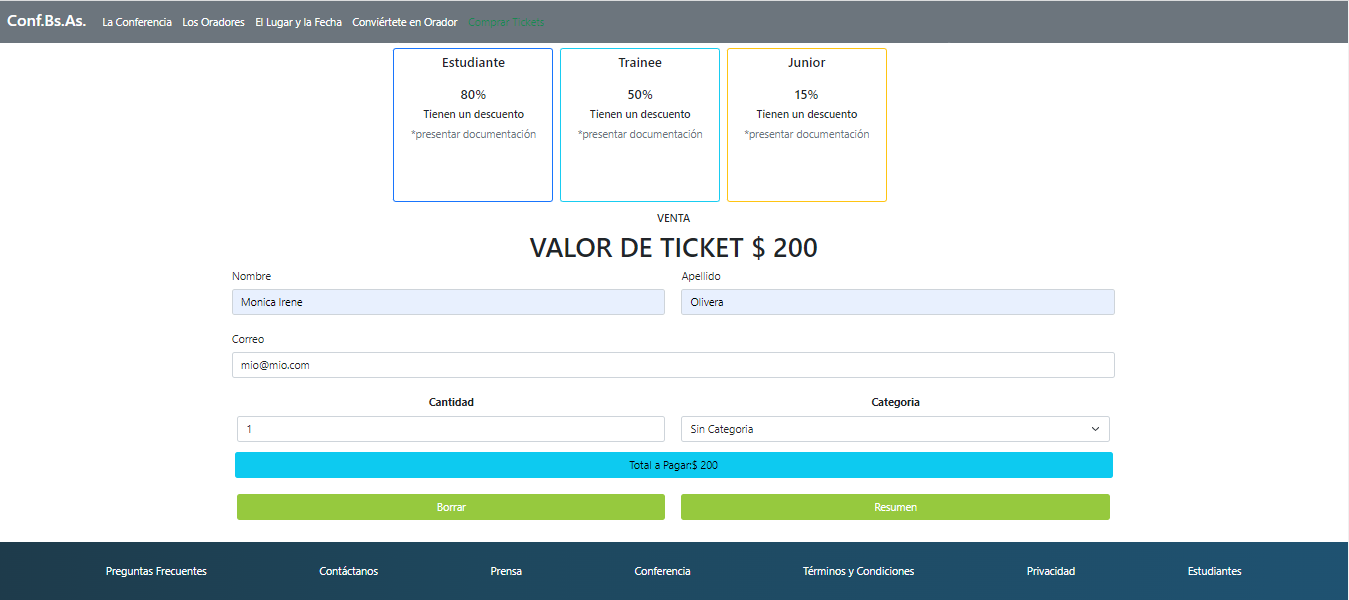 Conf.Bs.As. La Conferencia Los Oradores El Lugar y la Fecha Conviértete en Orador Comprar Tickets
Estudiante
80%
Tienen un descuento
*presentar documentación
Trainee
50%
Tienen un descuento
*presentar documentación
Junior
15%
Tienen un descuento
*presentar documentación
VENTA
VALOR DE TICKET $ 200
Nombre Apellido
Monica Irene Olivera
Correo
mio@mio.com
Cantidad Categoria
1 Sin Categoria
Total a Pagar:$ 200
Borrar Resumen
Preguntas Frecuentes Contáctanos Prensa Conferencia Términos y Condiciones Privacidad Estudiantes